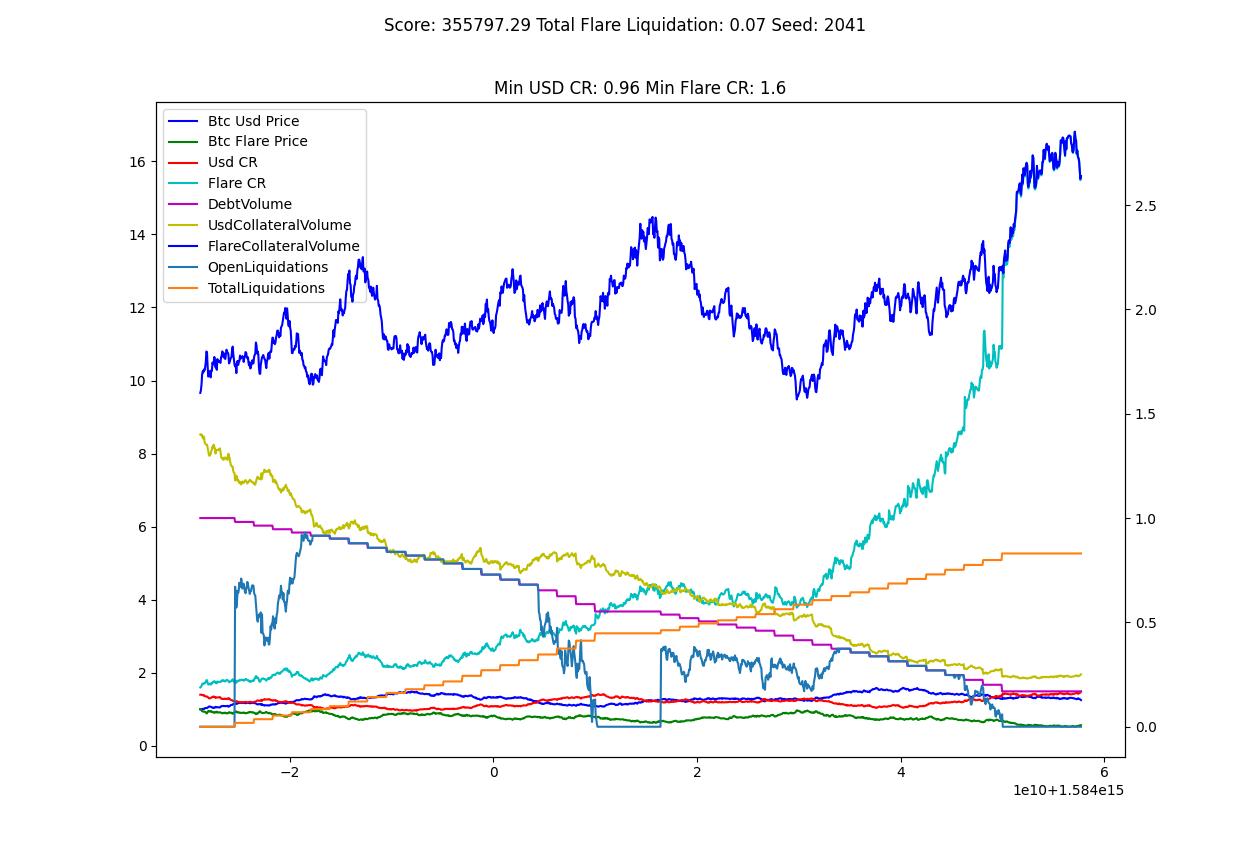 Score: 355797.29 Total Flare Liquidation: 0.07 Seed: 2041
Min USD CR: 0.96 Min Flare CR: 1.6
Btc Usd Price
Btc Flare Price
Usd CR
Flare CR
DebtVolume
UsdCollateralVolume
FlareCollateralVolume
OpenLiquidations
TotalLiquidations
16
14
12
10
8
6
4
2
0
2.5
2.0
1.5
1.0
0.5
0.0
−2 0 2 4 6
1e10+1.584e15